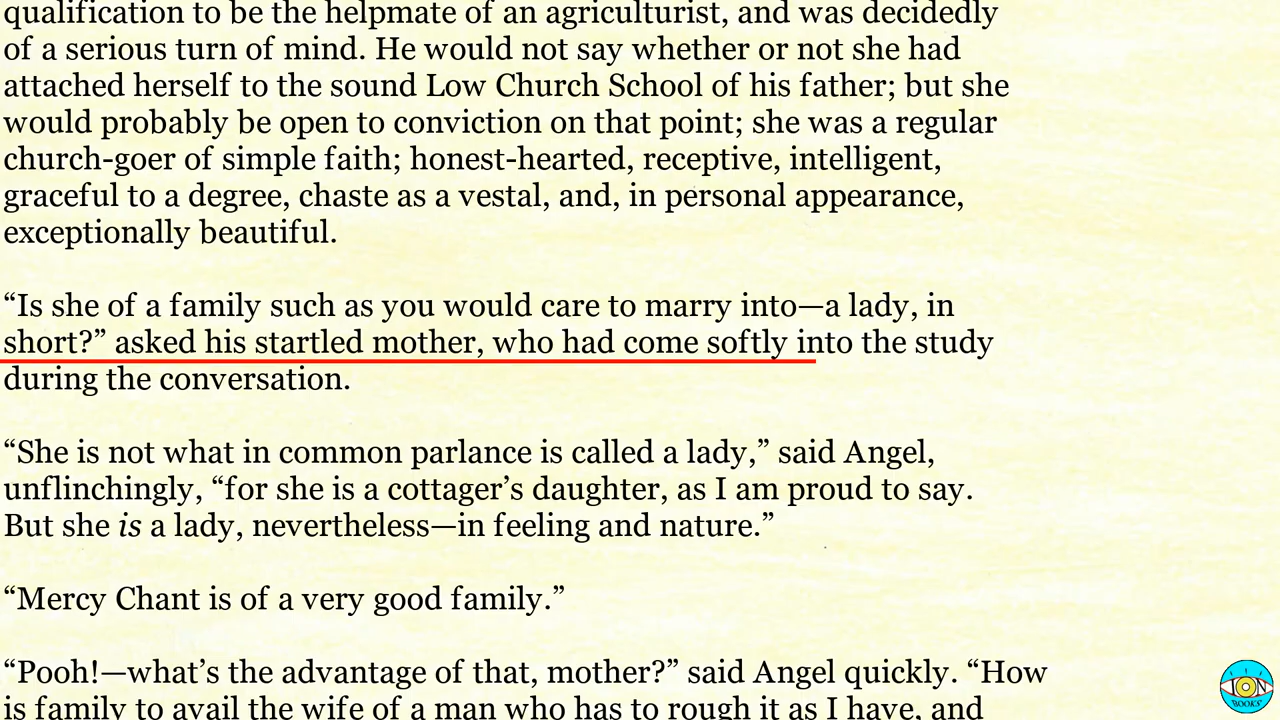 qualification to be the helpmate of an agriculturist, and was decidedly
of a serious turn of mind. He would not say whether or not she had
attached herself to the sound Low Church School of his father; but she
would probably be open to conviction on that point; she was a regular
church-goer of simple faith; honest-hearted, receptive, intelligent,
graceful to a degree, chaste as a vestal, and, in personal appearance,
exceptionally beautiful.
“Is she of a family such as you would care to marry into—a lady, in
short?” asked his startled mother, who had come softly into the study
during the conversation.
“She is not what in common parlance is called a lady,” said Angel,
unflinchingly, “for she is a cottager’s daughter, as I am proud to say.
But she is a lady, nevertheless—in feeling and nature.”
“Mercy Chant is of a very good family.”
“Pooh!—what’s the advantage of that, mother?” said Angel quickly. “How
is family to avail the wife of a man who has to rough it as I have, and
ION
BOOKS